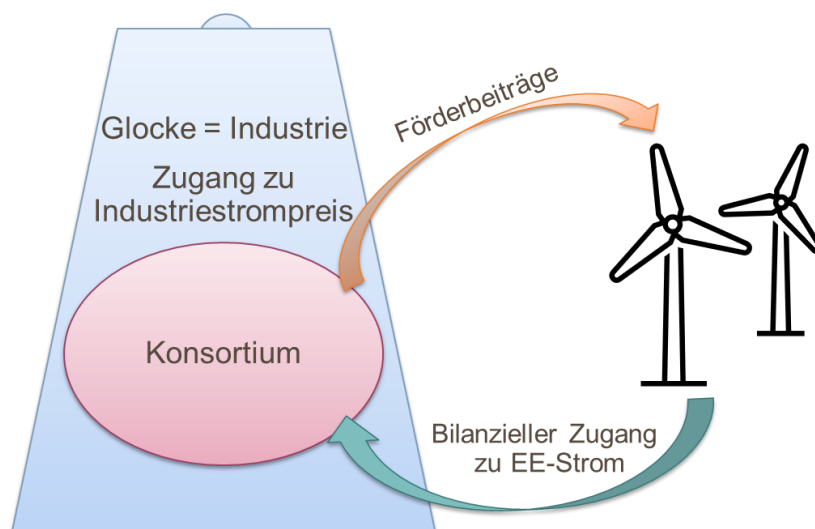 Glocke = Industrie
Zugang zu
Industriestrompreis
Förderbeiträge
Konsortium
Bilanzieller Zugang
zu EE-Strom